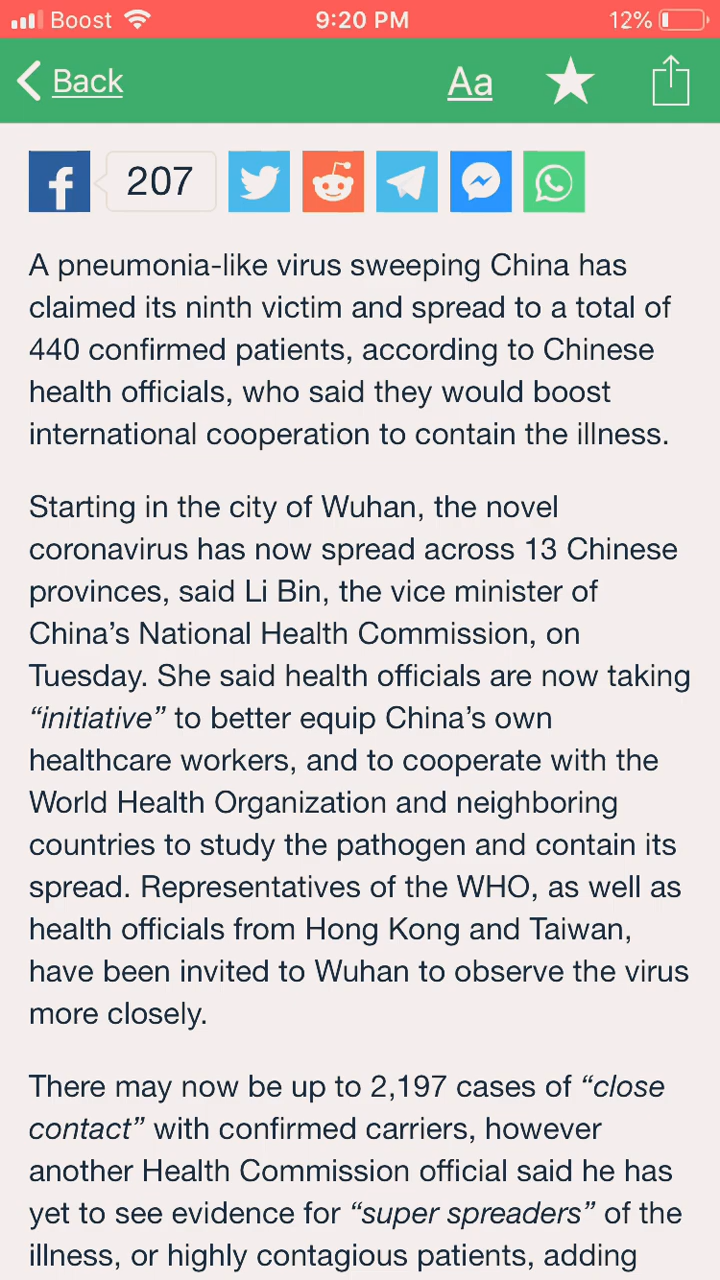 Boost 9:20 PM 12%
Back Aa
f 207
A pneumonia-like virus sweeping China has
claimed its ninth victim and spread to a total of
440 confirmed patients, according to Chinese
health officials, who said they would boost
international cooperation to contain the illness.
Starting in the city of Wuhan, the novel
coronavirus has now spread across 13 Chinese
provinces, said Li Bin, the vice minister of
China’s National Health Commission, on
Tuesday. She said health officials are now taking
“initiative” to better equip China’s own
healthcare workers, and to cooperate with the
World Health Organization and neighboring
countries to study the pathogen and contain its
spread. Representatives of the WHO, as well as
health officials from Hong Kong and Taiwan,
have been invited to Wuhan to observe the virus
more closely.
There may now be up to 2,197 cases of “close
contact” with confirmed carriers, however
another Health Commission official said he has
yet to see evidence for “super spreaders” of the
illness, or highly contagious patients, adding